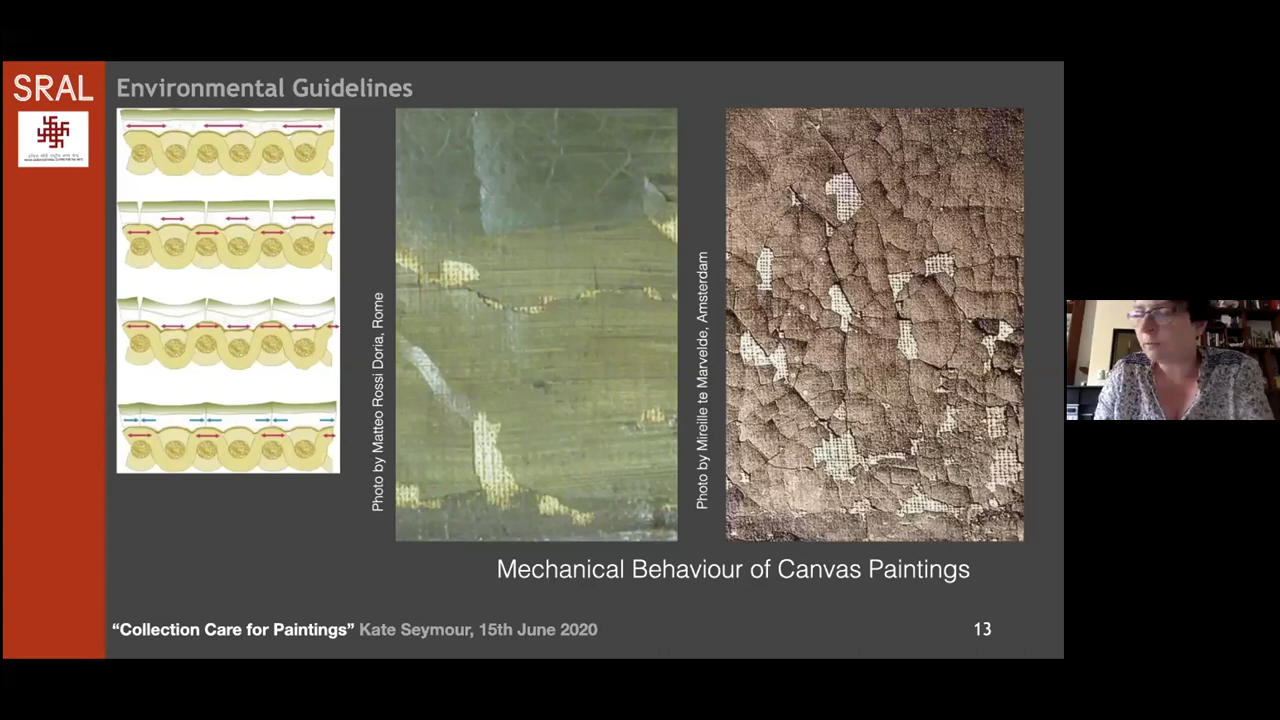 SRAL
Environmental Guidelines
Photo by Matteo Rossi Doria, Rome
Photo by Mireille te Marvelde, Amsterdam
Mechanical Behaviour of Canvas Paintings
“Collection Care for Paintings” Kate Seymour, 15th June 2020
13